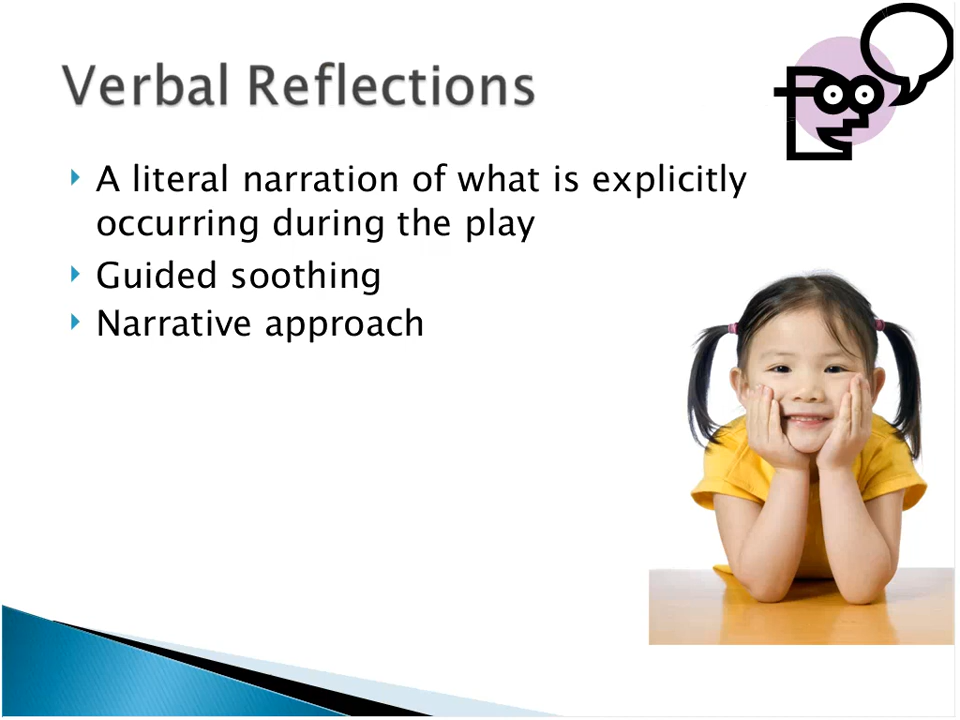 Verbal Reflections
A literal narration of what is explicitly
occurring during the play
Guided soothing
Narrative approach